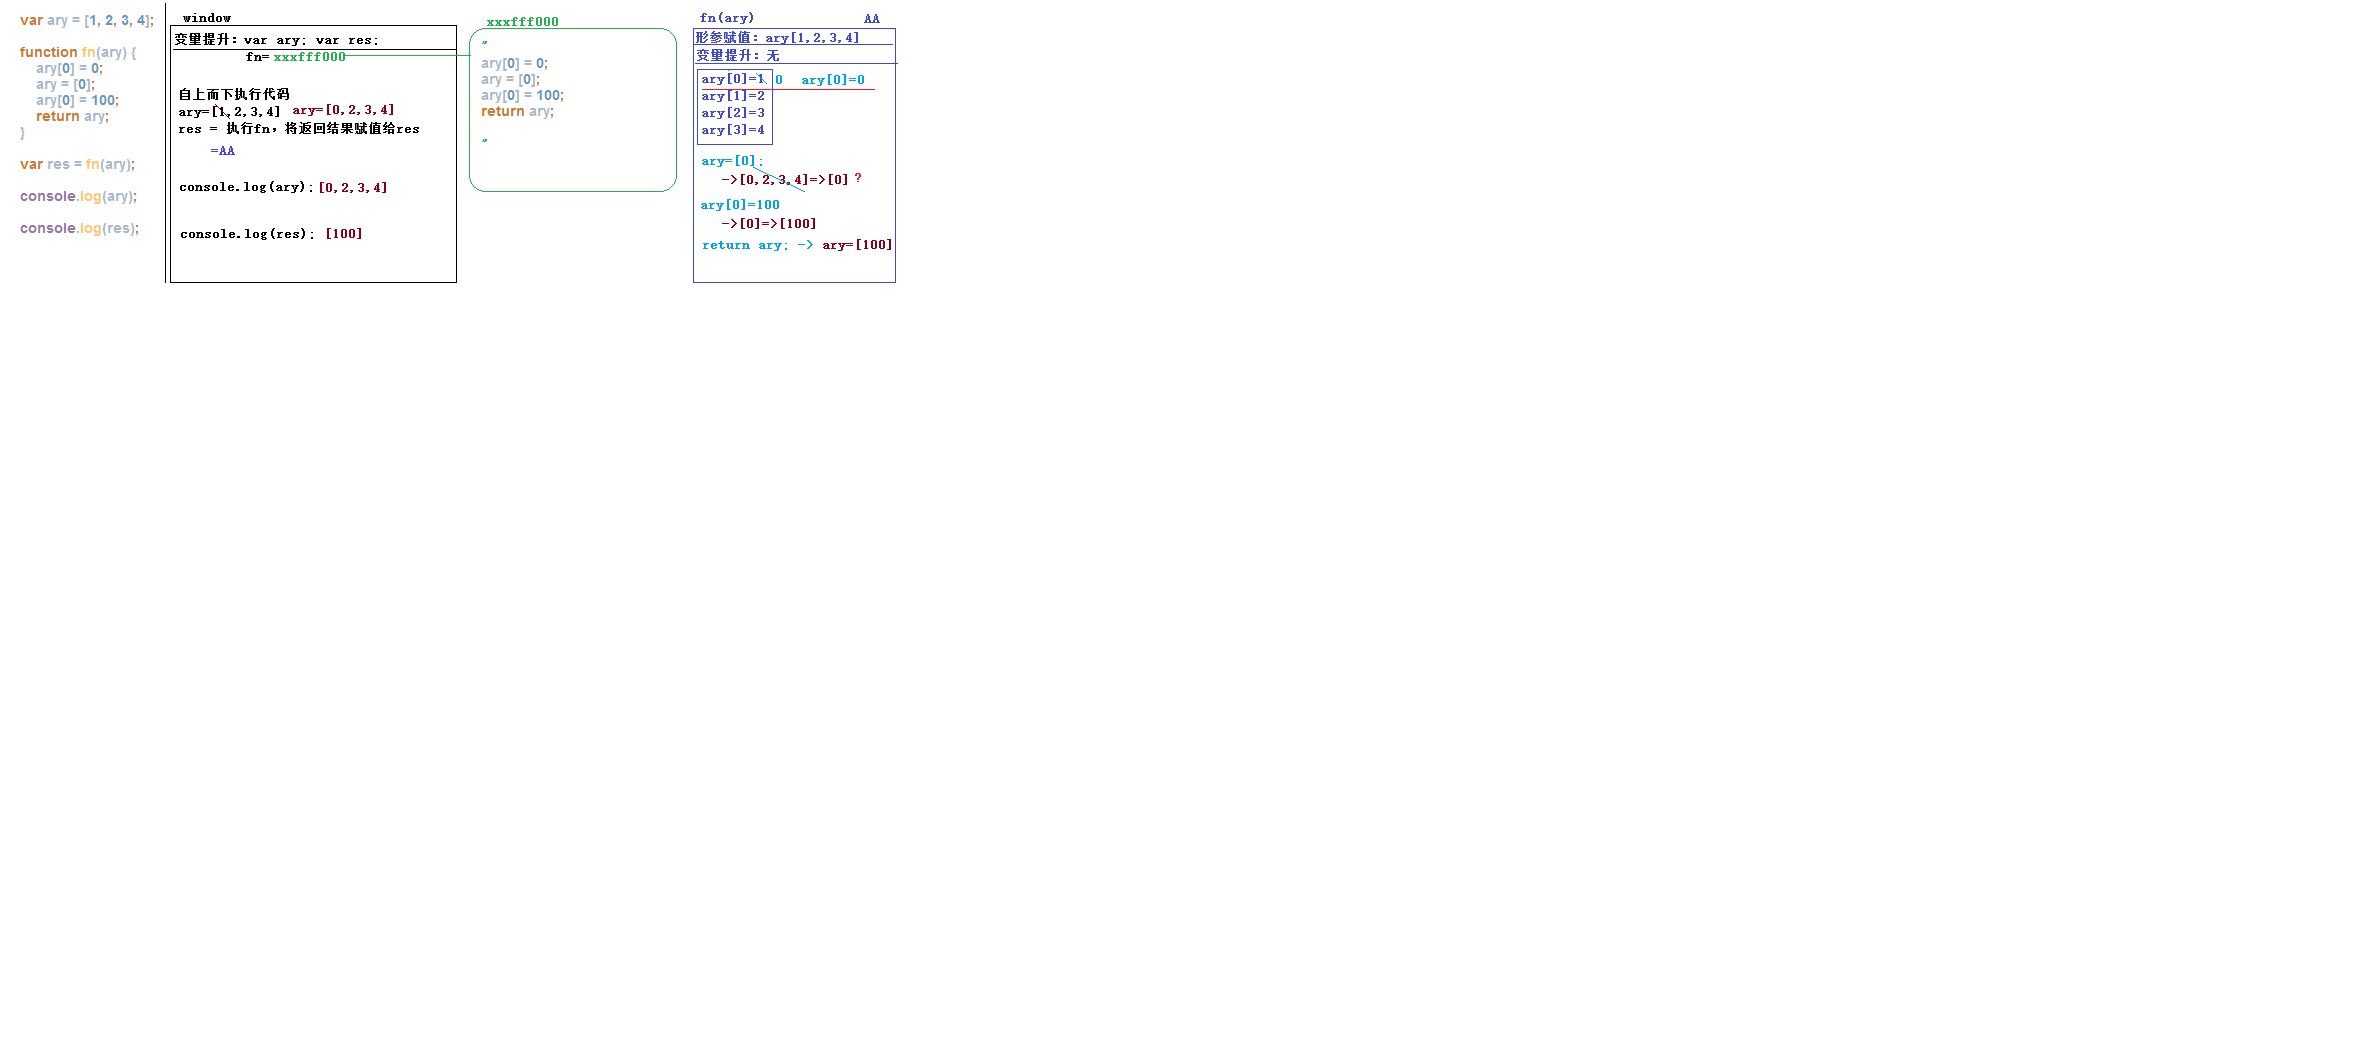 var ary = [1, 2, 3, 4];
function fn(ary) {
ary[0] = 0;
ary = [0];
ary[0] = 100;
return ary;
}
var res = fn(ary);
console.log(ary);
console.log(res);
window
变量提升：var ary; var res;
fn= xxxfff000
自上而下执行代码
ary=[1,2,3,4] ary=[0,2,3,4]
res = 执行fn，将返回结果赋值给res
=AA
console.log(ary); [0,2,3,4]
console.log(res); [100]
xxxfff000
"
ary[0] = 0;
ary = [0];
ary[0] = 100;
return ary;
"
fn(ary) AA
形参赋值：ary[1,2,3,4]
变量提升：无
ary[0]=1 0 ary[0]=0
ary[1]=2
ary[2]=3
ary[3]=4
ary=[0];
->[0,2,3,4]=>[0] ?
ary[0]=100
->[0]=>[100]
return ary; -> ary=[100]